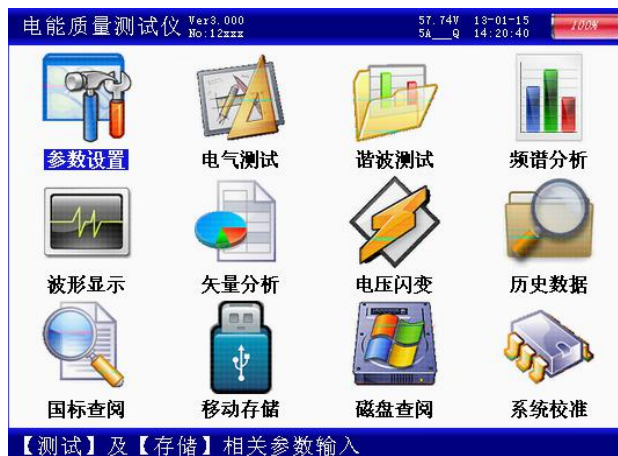 电能质量测试仪 Ver3.000 57.74V 13-01-15 100%
No:12xxx 5A__Q 14:20:40
参数设置 电气测试 谐波测试 频谱分析
波形显示 矢量分析 电压闪变 历史数据
国标查阅 移动存储 磁盘查阅 系统校准
【测试】及【存储】相关参数输入